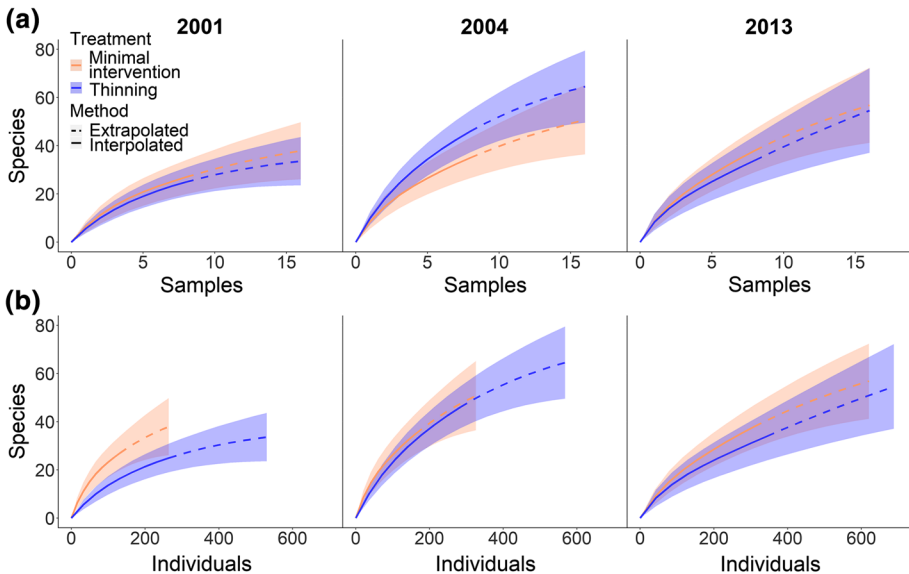 (a)
2001 2004 2013
Treatment
Minimal
intervention
Thinning
Method
Extrapolated
Interpolated
Species
80
60
40
20
0
0 5 10 15 0 5 10 15 0 5 10 15
Samples Samples Samples
(b)
Species
80
60
40
20
0
0 200 400 600 0 200 400 600 0 200 400 600
Individuals Individuals Individuals